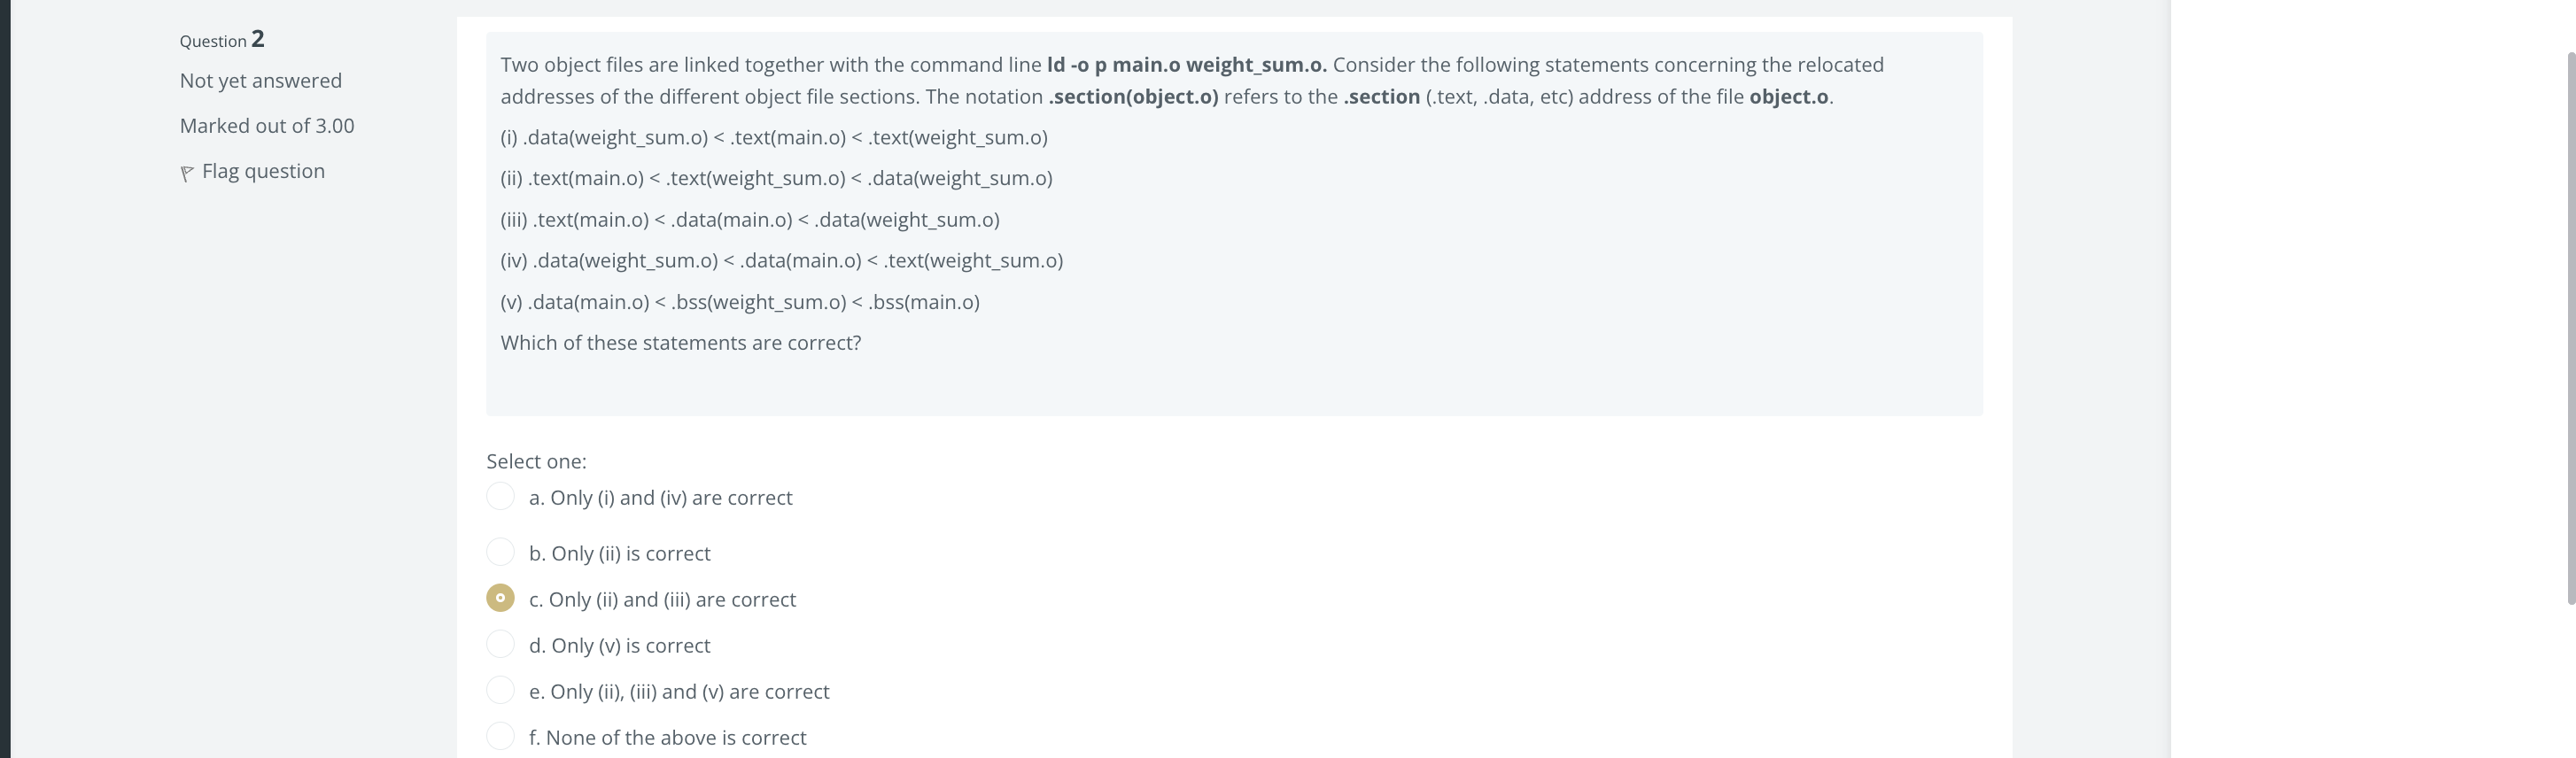 Question 2
Not yet answered
Marked out of 3.00
Flag question
Two object files are linked together with the command line ld -o p main.o weight_sum.o. Consider the following statements concerning the relocated
addresses of the different object file sections. The notation .section(object.o) refers to the .section (.text, .data, etc) address of the file object.o.
(i) .data(weight_sum.o) < .text(main.o) < .text(weight_sum.o)
(ii) .text(main.o) < .text(weight_sum.o) < .data(weight_sum.o)
(iii) .text(main.o) < .data(main.o) < .data(weight_sum.o)
(iv) .data(weight_sum.o) < .data(main.o) < .text(weight_sum.o)
(v) .data(main.o) < .bss(weight_sum.o) < .bss(main.o)
Which of these statements are correct?
Select one:
a. Only (i) and (iv) are correct
b. Only (ii) is correct
c. Only (ii) and (iii) are correct
d. Only (v) is correct
e. Only (ii), (iii) and (v) are correct
f. None of the above is correct